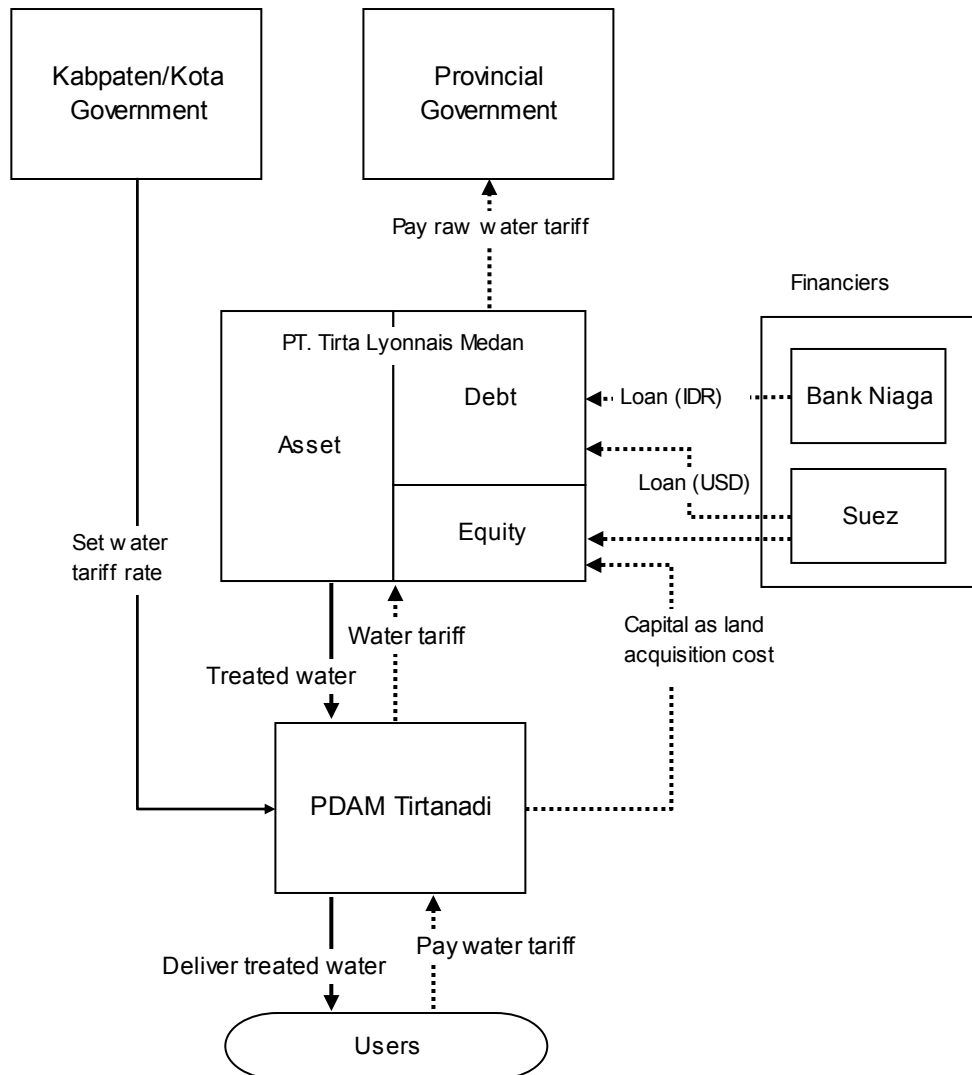 Kabpaten/Kota
Government
Provincial
Government
Pay raw water tariff
Financiers
PT. Tirta Lyonnais Medan
Debt
Asset
Equity
Loan (IDR)
Bank Niaga
Loan (USD)
Suez
Set water
tariff rate
Water tariff
Capital as land
acquisition cost
Treated water
PDAM Tirtanadi
Pay water tariff
Deliver treated water
Users